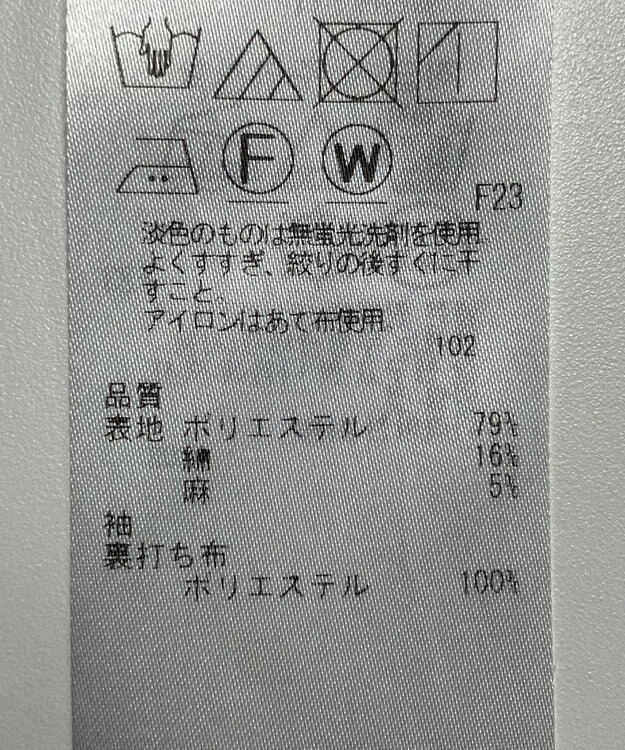 F W
F23
淡色のものは無蛍光洗剤を使用
よくすすぎ、絞りの後すぐに干
すこと.
アイロンはあて布使用.
102
品質
表地 ポリエステル 79%
綿 16%
麻 5%
袖
裏打ち布
ポリエステル 100%